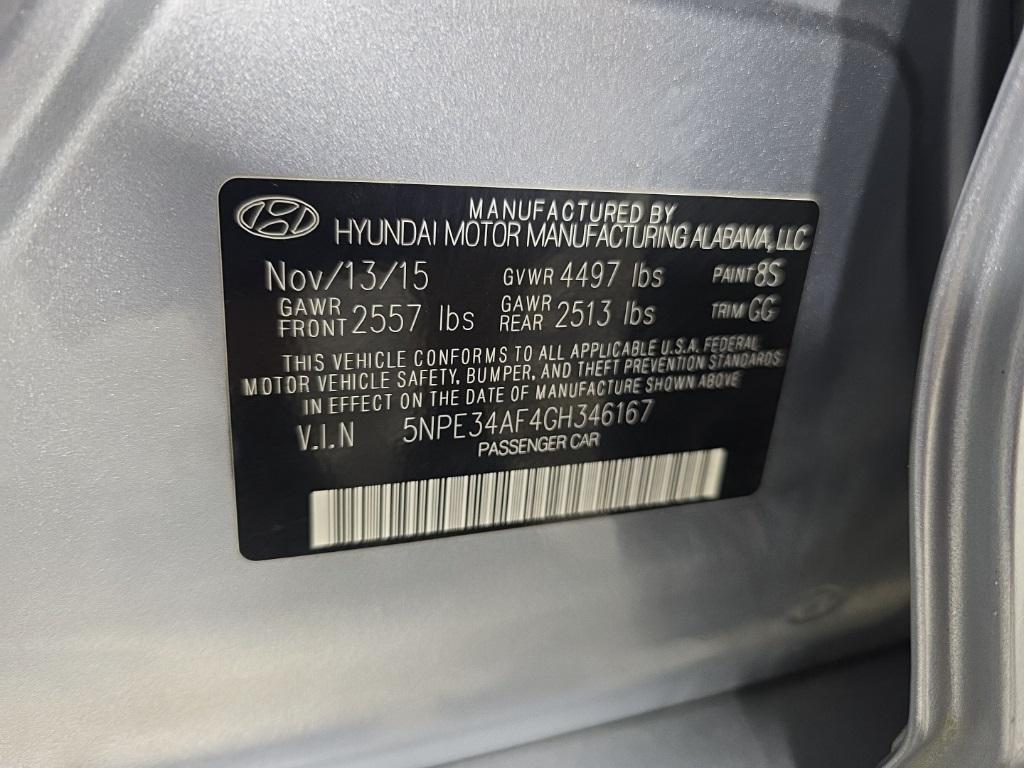 MANUFACTURED BY
HYUNDAI MOTOR MANUFACTURING ALABAMA, LLC
Nov/13/15 GVWR 4497 lbs PAINT 8S
GAWR FRONT 2557 lbs GAWR REAR 2513 lbs TRIM GG
THIS VEHICLE CONFORMS TO ALL APPLICABLE U.S.A. FEDERAL
MOTOR VEHICLE SAFETY, BUMPER, AND THEFT PREVENTION STANDARDS
IN EFFECT ON THE DATE OF MANUFACTURE SHOWN ABOVE
V.I.N 5NPE34AF4GH346167
PASSENGER CAR